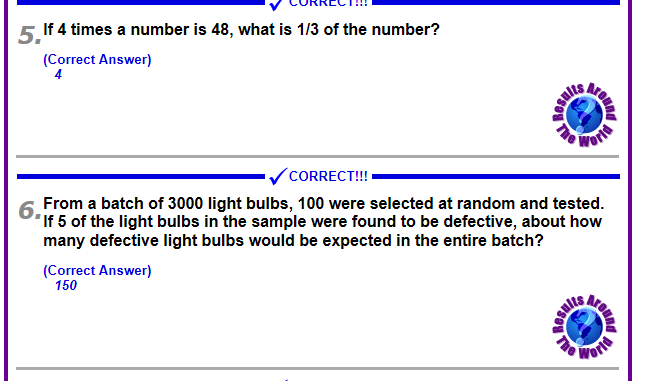 CORRECT!!!
5. If 4 times a number is 48, what is 1/3 of the number?
(Correct Answer)
4
Results Around
The World
CORRECT!!!
6. From a batch of 3000 light bulbs, 100 were selected at random and tested.
If 5 of the light bulbs in the sample were found to be defective, about how
many defective light bulbs would be expected in the entire batch?
(Correct Answer)
150
Results Around
The World